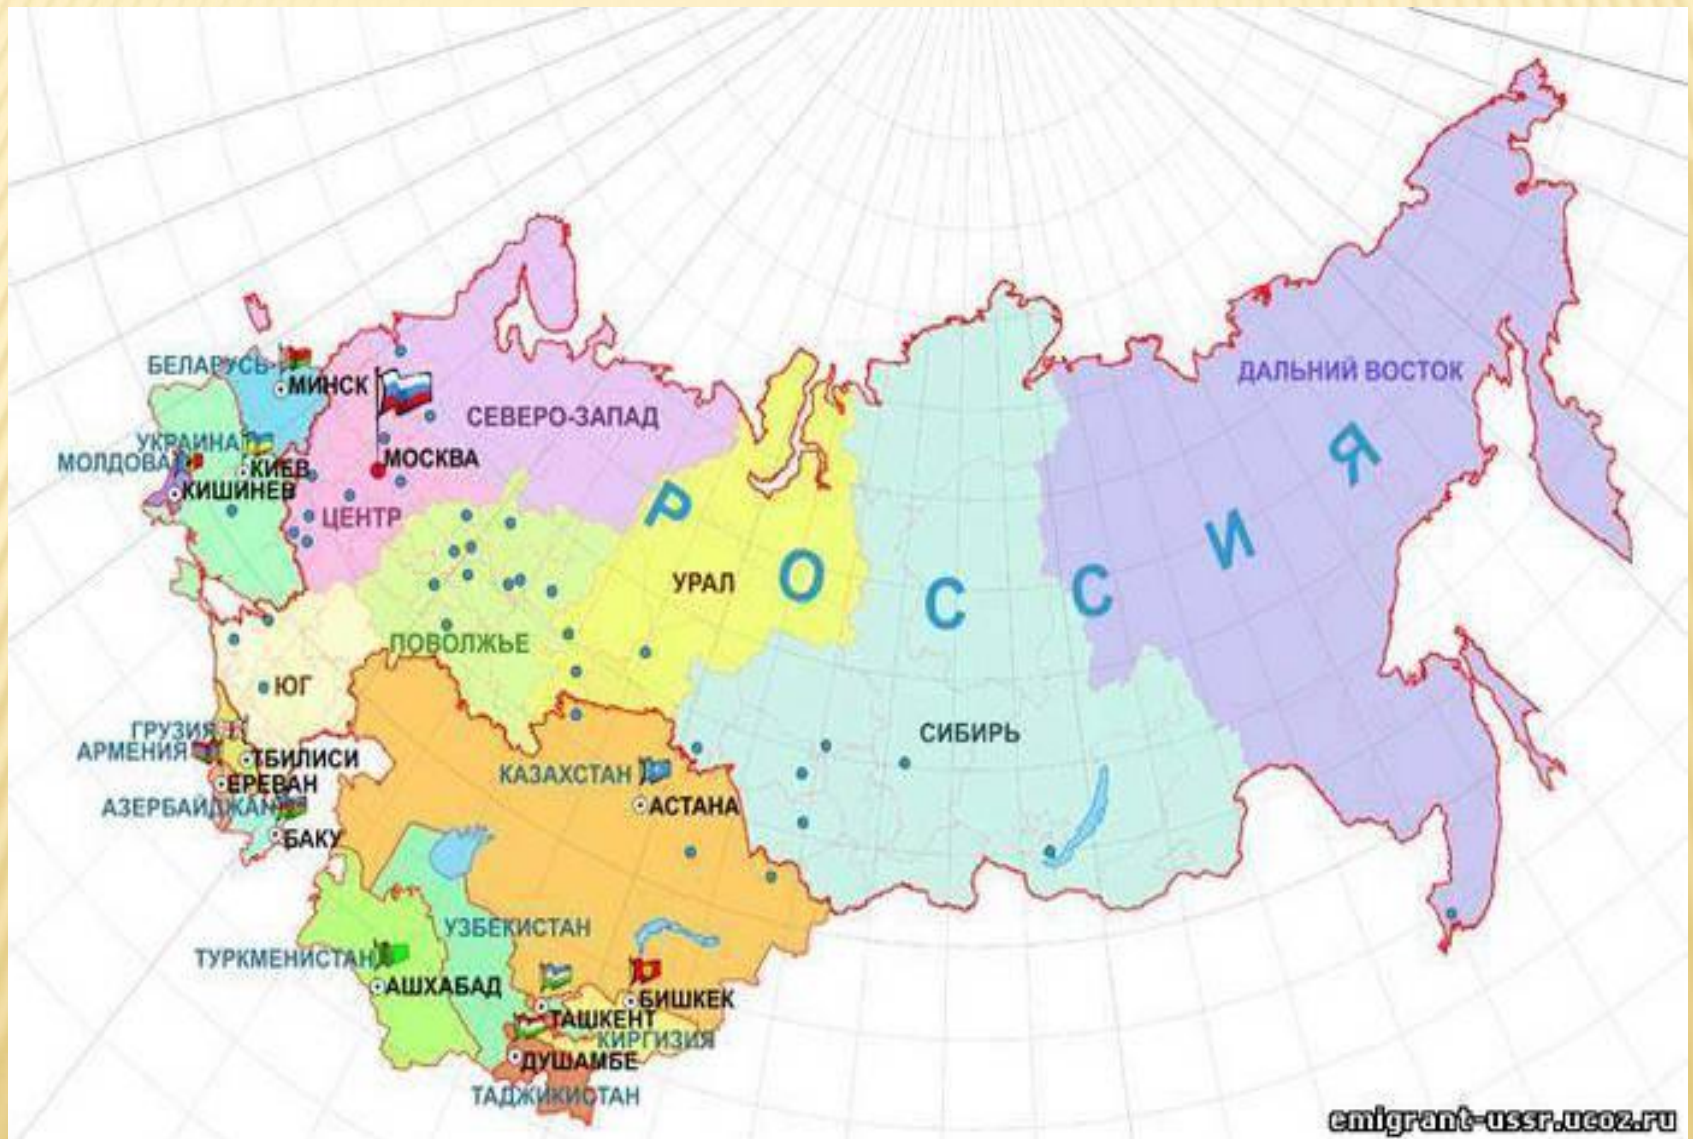 БЕЛАРУСЬ
МИНСК
УКРАИНА
МОЛДОВА
КИЕВ
КИШИНЕВ
МОСКВА
СЕВЕРО-ЗАПАД
ЦЕНТР
ПОВОЛЖЬЕ
ЮГ
УРАЛ
РОССИЯ
ДАЛЬНИЙ ВОСТОК
СИБИРЬ
ГРУЗИЯ
АРМЕНИЯ
ТБИЛИСИ
ЕРЕВАН
АЗЕРБАЙДЖАН
БАКУ
КАЗАХСТАН
АСТАНА
УЗБЕКИСТАН
ТУРКМЕНИСТАН
АШХАБАД
БИШКЕК
ТАШКЕНТ
КИРГИЗИЯ
ДУШАМБЕ
ТАДЖИКИСТАН
emigrant-ussr.ucoz.ru